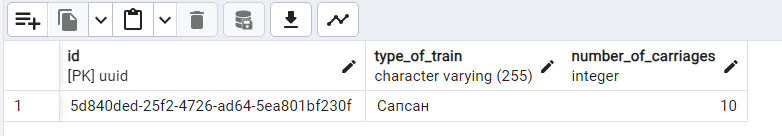 id type_of_train number_of_carriages
[PK] uuid character varying (255) integer
1 5d840ded-25f2-4726-ad64-5ea801bf230f Сапсан 10